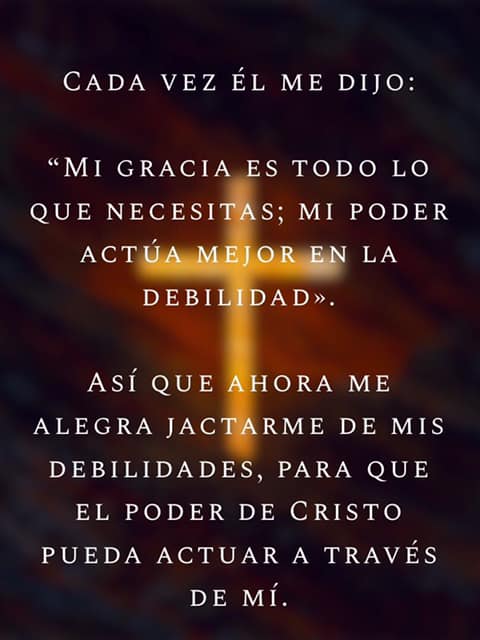 Cada vez él me dijo:
“Mi gracia es todo lo
que necesitas; mi poder
actúa mejor en la
debilidad».
Así que ahora me
alegra jactarme de mis
debilidades, para que
el poder de Cristo
pueda actuar a través
de mí.